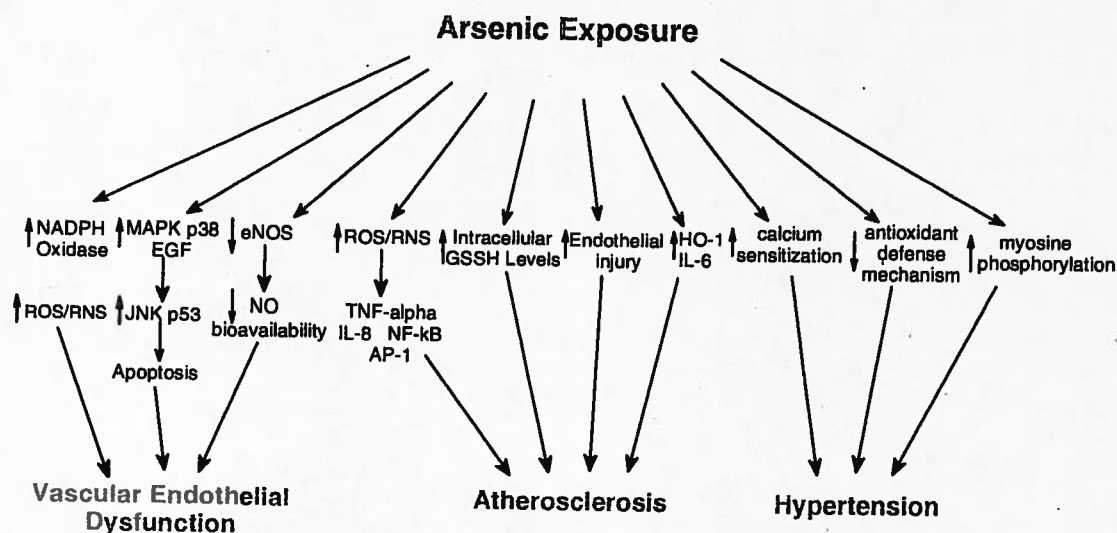 Arsenic Exposure
NADPH
Oxidase
MAPK p38
EGF
eNOS
ROS/RNS
Intracellular
GSSH Levels
Endothelial
injury
HO-1
IL-6
calcium
sensitization
antioxidant
defense
mechanism
myosine
phosphorylation
ROS/RNS
JNK p53
NO
bioavailability
TNF-alpha
IL-8 NF-kB
AP-1
Apoptosis
Vascular Endothelial
Dysfunction
Atherosclerosis
Hypertension